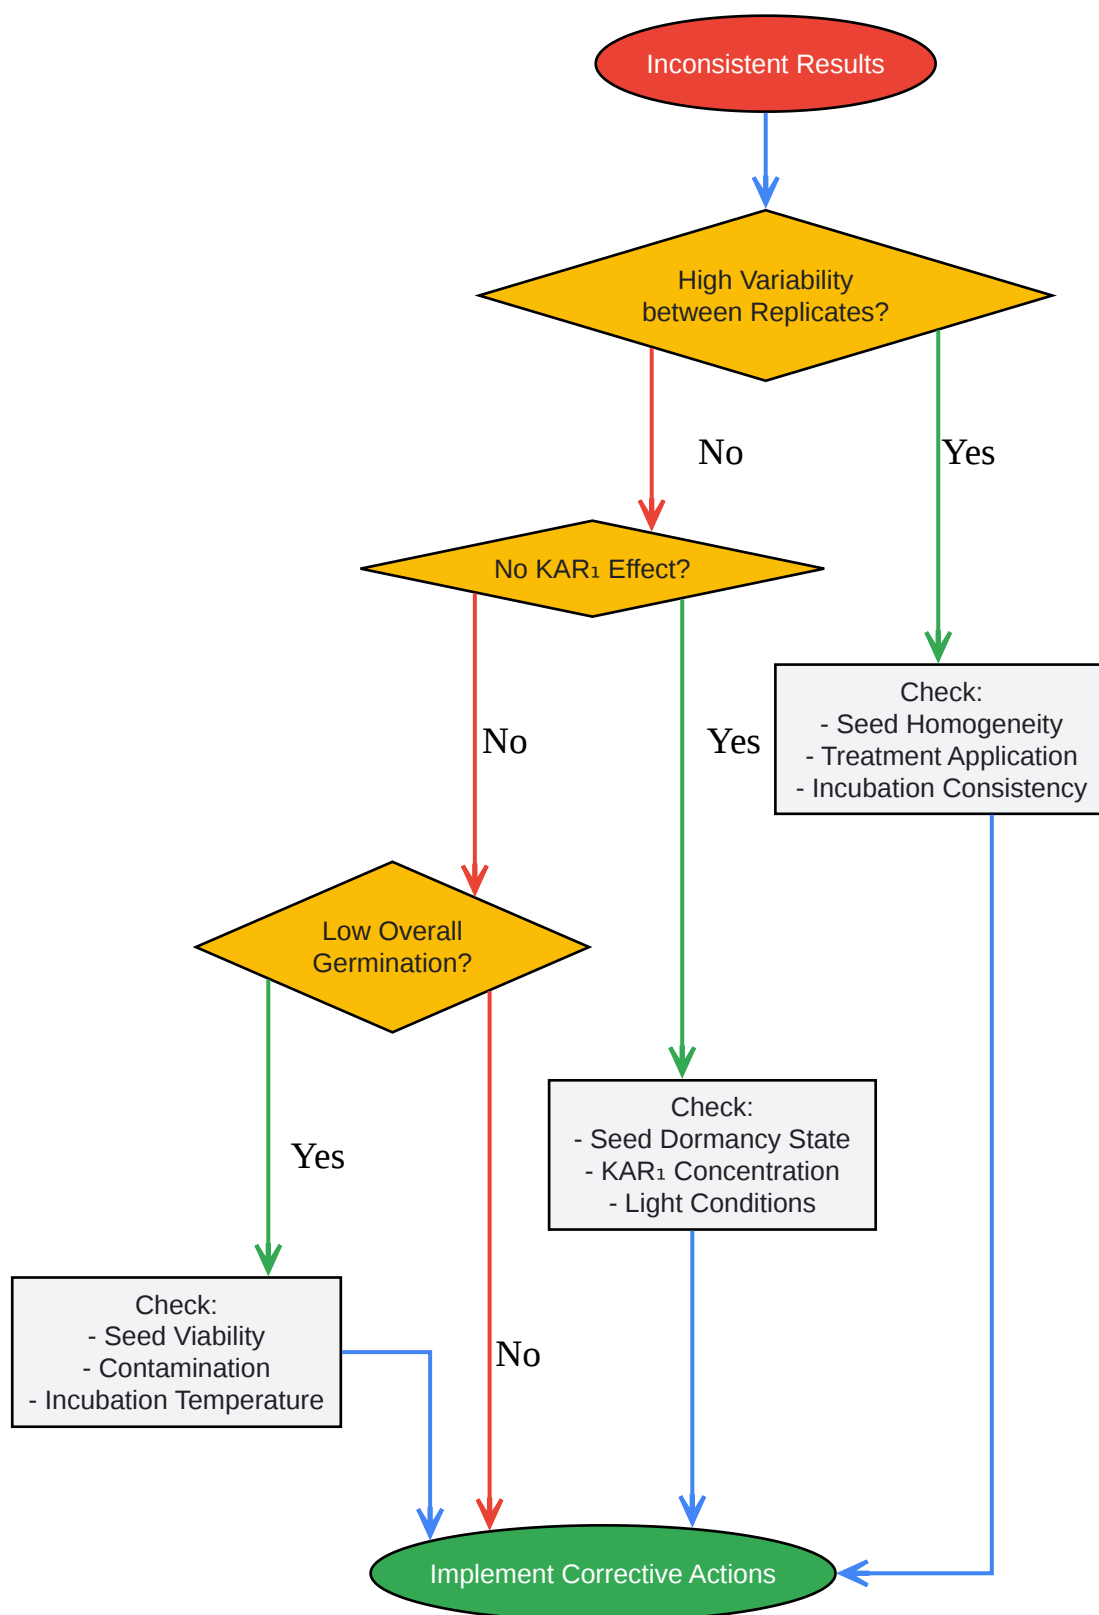 Inconsistent Results
High Variability
between Replicates?
No
Yes
No KAR₁ Effect?
No
Yes
Check:
- Seed Homogeneity
- Treatment Application
- Incubation Consistency
Low Overall
Germination?
Check:
- Seed Dormancy State
- KAR₁ Concentration
- Light Conditions
Yes
No
Check:
- Seed Viability
- Contamination
- Incubation Temperature
Implement Corrective Actions